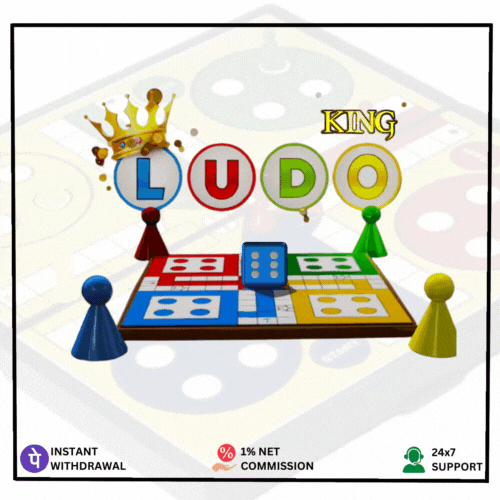 KING
LUDO
INSTANT
WITHDRAWAL
1% NET
COMMISSION
24x7
SUPPORT